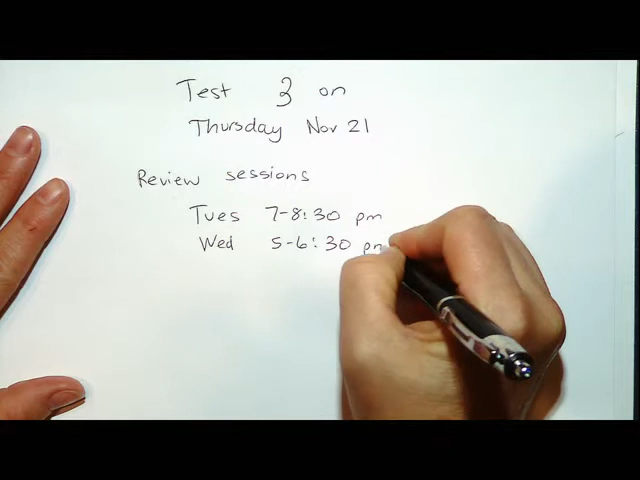 Test 3 on
Thursday Nov 21
Review sessions
Tues 7-8:30 pm
Wed 5-6:30 pm